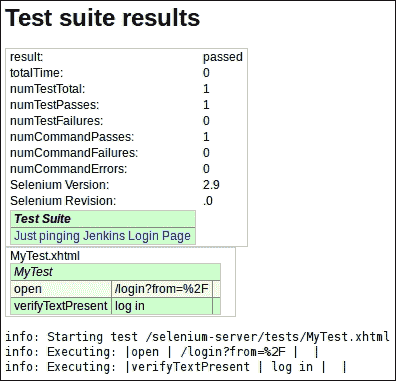 Test suite results
result: passed
totalTime: 0
numTestTotal: 1
numTestPasses: 1
numTestFailures: 0
numCommandPasses: 1
numCommandFailures: 0
numCommandErrors: 0
Selenium Version: 2.9
Selenium Revision: .0
Test Suite
Just pinging Jenkins Login Page
MyTest.xhtml
MyTest
open /login?from=%2F
verifyTextPresent log in
info: Starting test /selenium-server/tests/MyTest.xhtml
info: Executing: |open | /login?from=%2F | |
info: Executing: |verifyTextPresent | log in | |